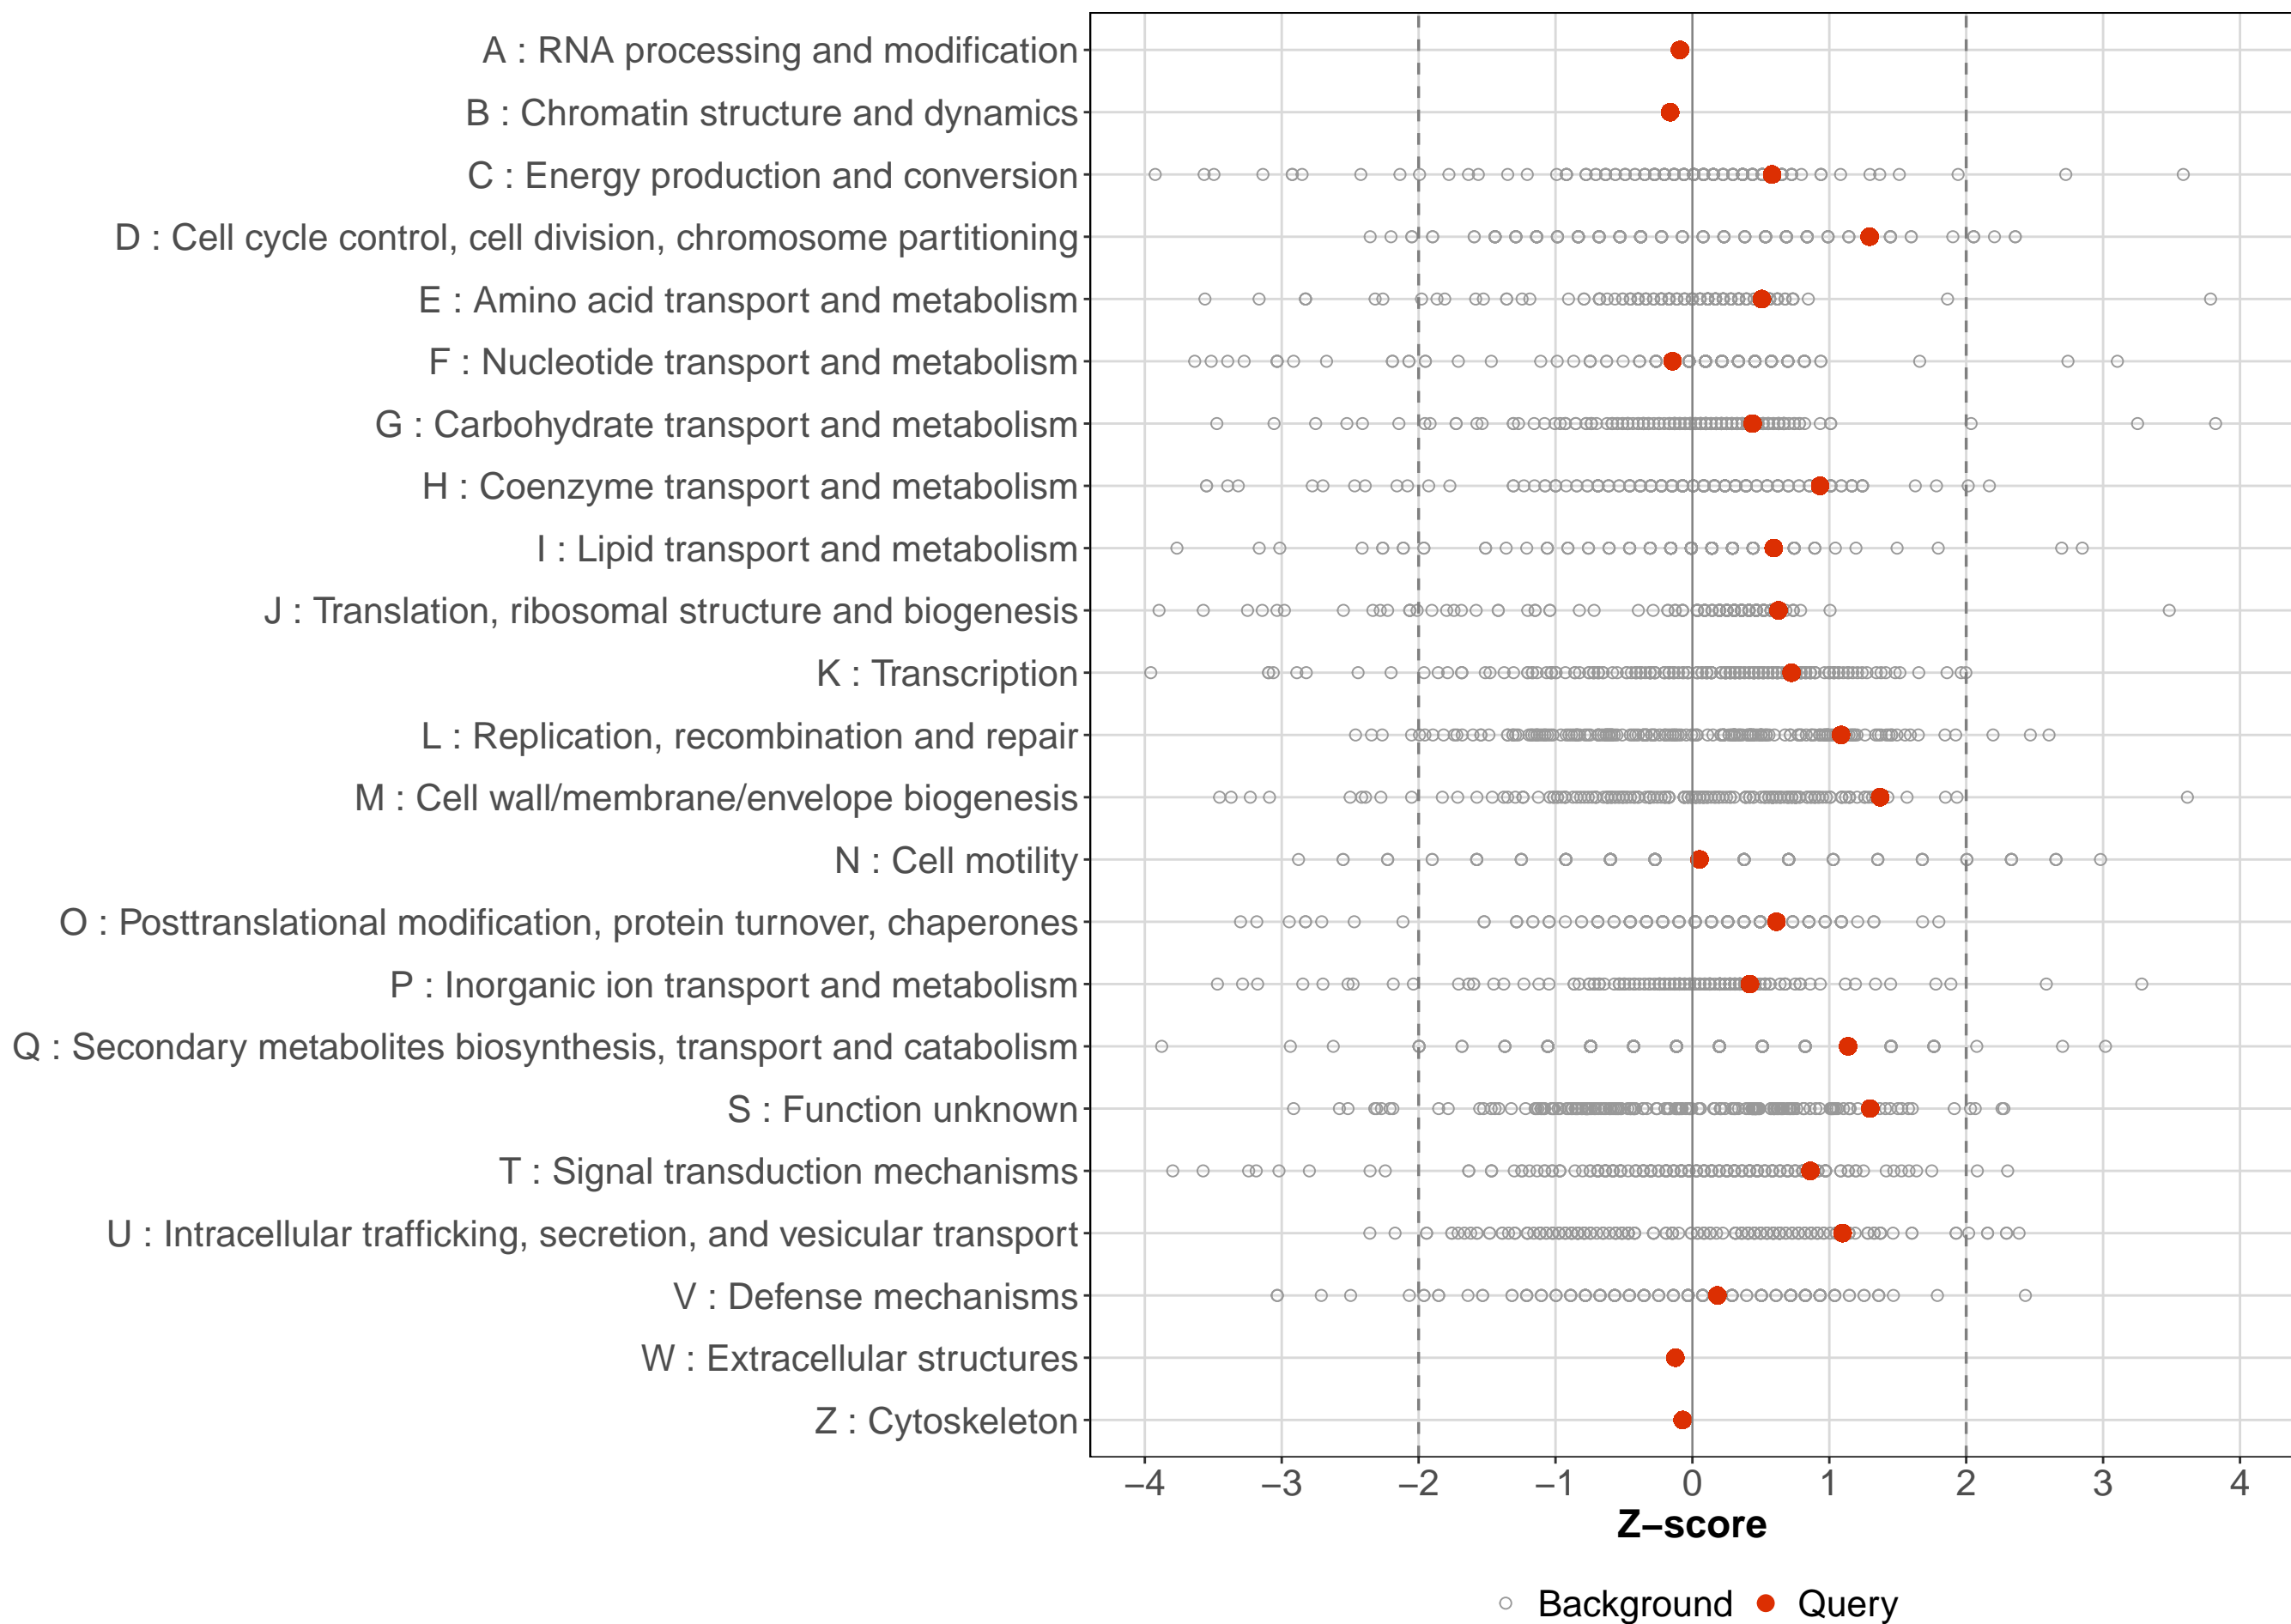 A : RNA processing and modification
B : Chromatin structure and dynamics
C : Energy production and conversion
D : Cell cycle control, cell division, chromosome partitioning
E : Amino acid transport and metabolism
F : Nucleotide transport and metabolism
G : Carbohydrate transport and metabolism
H : Coenzyme transport and metabolism
I : Lipid transport and metabolism
J : Translation, ribosomal structure and biogenesis
K : Transcription
L : Replication, recombination and repair
M : Cell wall/membrane/envelope biogenesis
N : Cell motility
O : Posttranslational modification, protein turnover, chaperones
P : Inorganic ion transport and metabolism
Q : Secondary metabolites biosynthesis, transport and catabolism
S : Function unknown
T : Signal transduction mechanisms
U : Intracellular trafficking, secretion, and vesicular transport
V : Defense mechanisms
W : Extracellular structures
Z : Cytoskeleton
−4 −3 −2 −1 0 1 2 3 4
Z−score
Background Query